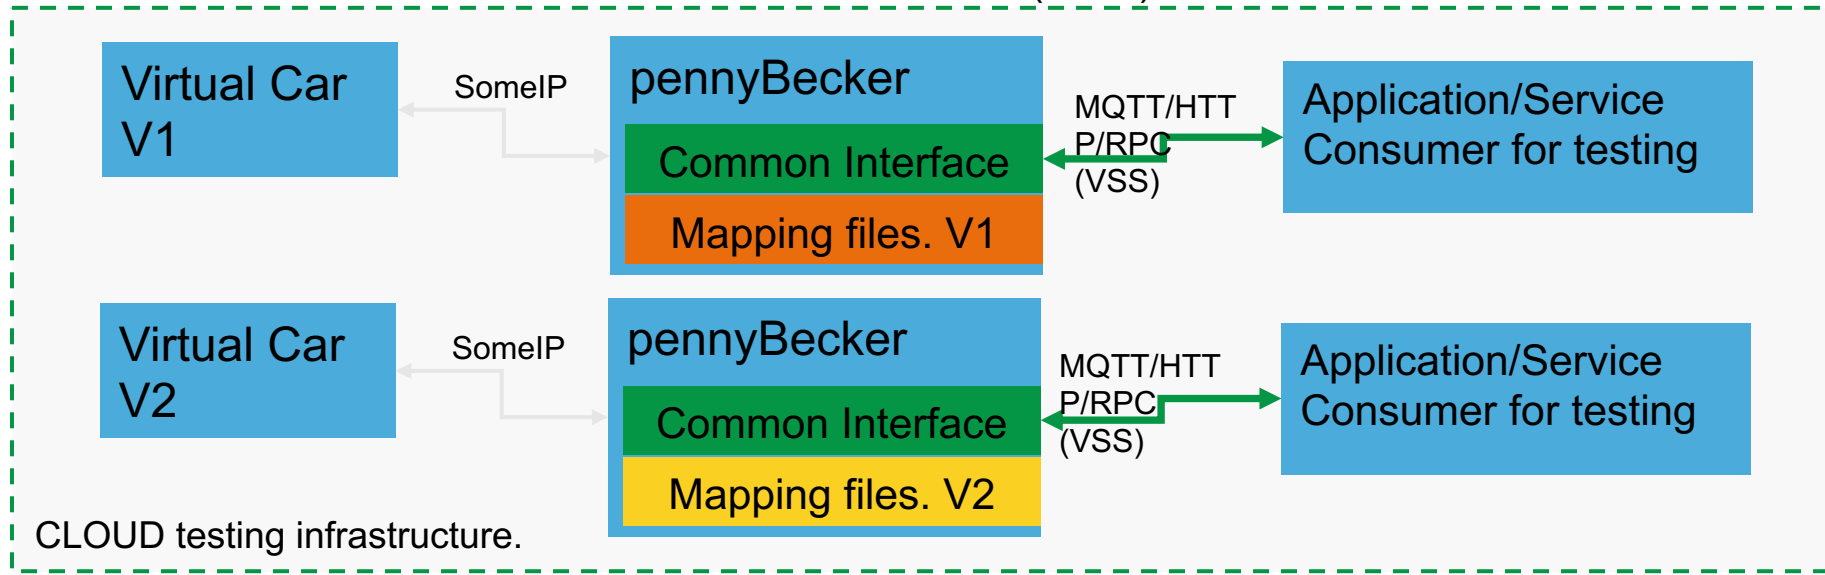 Virtual Car
V1
SomeIP
pennyBecker
Common Interface
Mapping files. V1
MQTT/HTT
P/RPC
(VSS)
Application/Service
Consumer for testing
Virtual Car
V2
SomeIP
pennyBecker
Common Interface
Mapping files. V2
MQTT/HTT
P/RPC
(VSS)
Application/Service
Consumer for testing
CLOUD testing infrastructure.